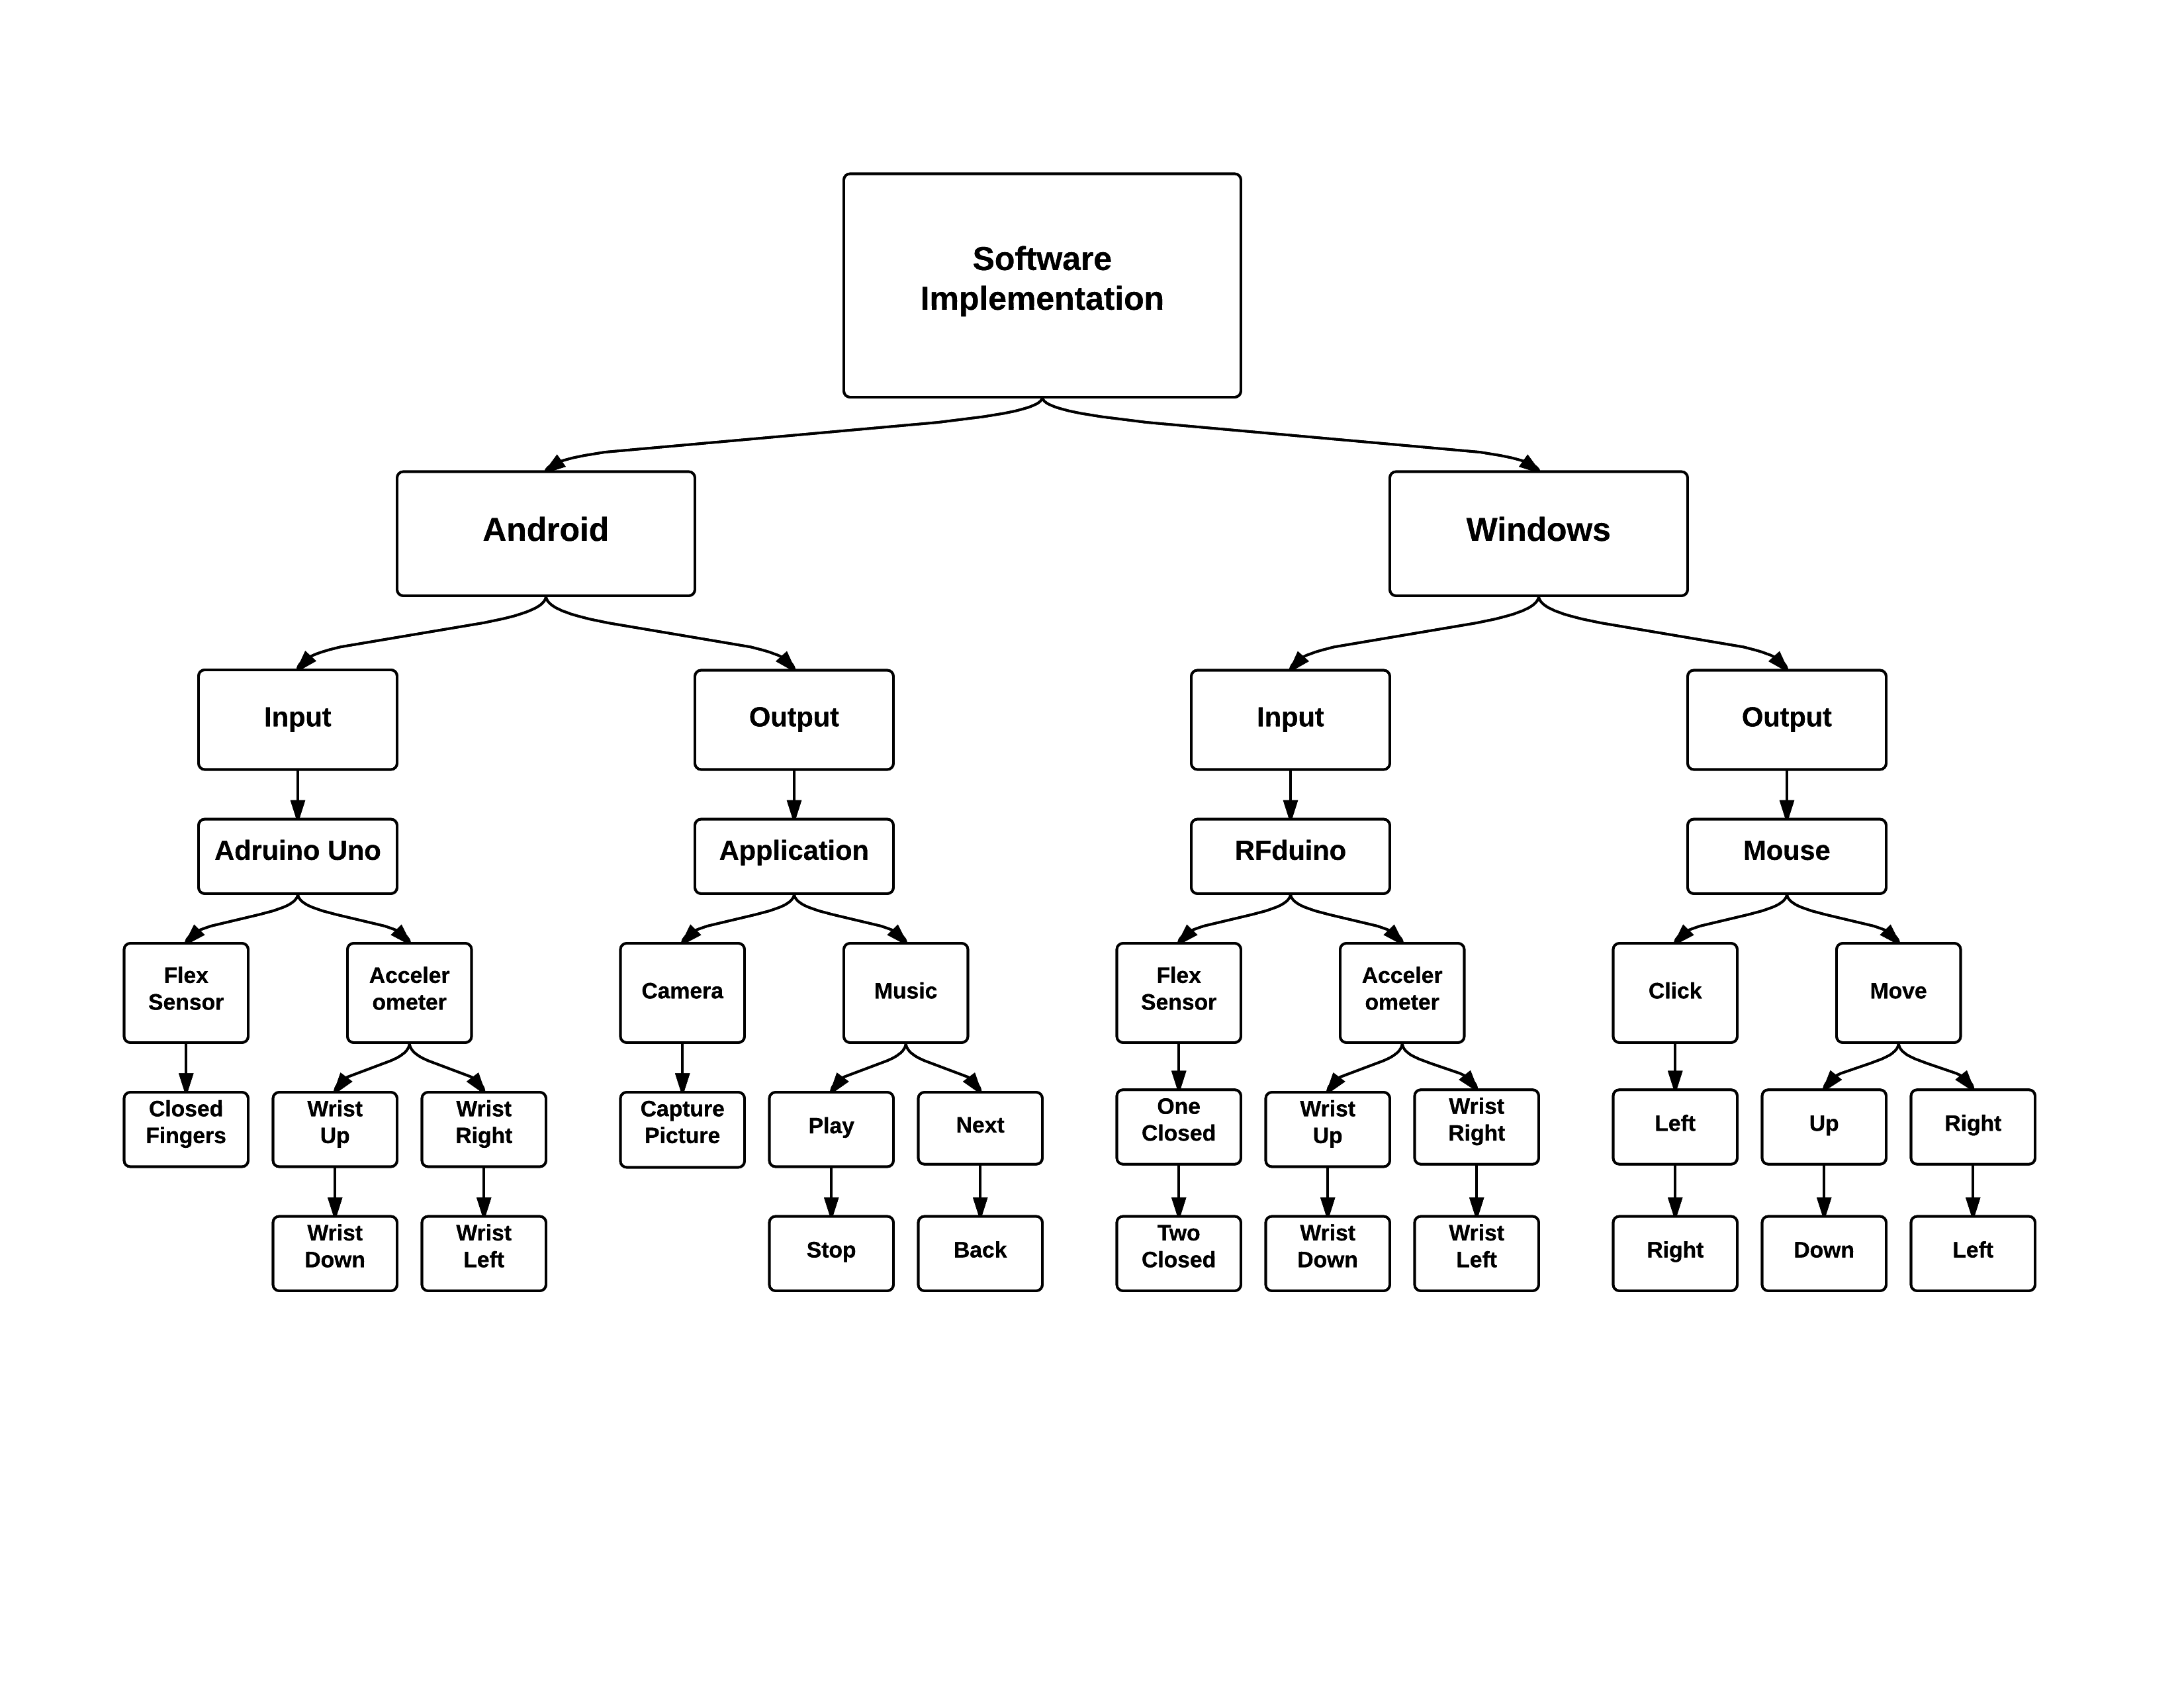 Software
Implementation
Android
Windows
Input
Output
Input
Output
Adruino Uno
Application
RFduino
Mouse
Flex
Sensor
Acceler
ometer
Camera
Music
Flex
Sensor
Acceler
ometer
Click
Move
Closed
Fingers
Wrist
Up
Wrist
Right
Capture
Picture
Play
Next
One
Closed
Wrist
Up
Wrist
Right
Left
Up
Right
Wrist
Down
Wrist
Left
Stop
Back
Two
Closed
Wrist
Down
Wrist
Left
Right
Down
Left